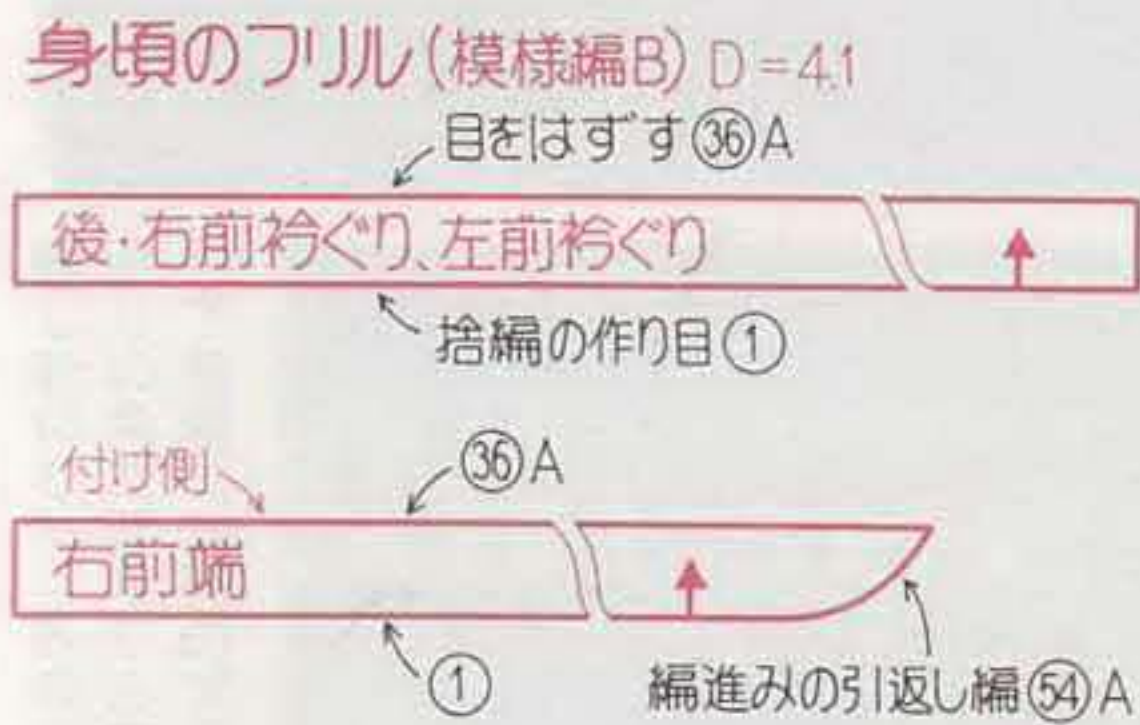 身頃のフリル(模様編B) D=4.1
目をはずす㊱A
後・右前衿ぐり、左前衿ぐり
捨編の作り目①
付け側
㊱A
右前端
①
編進みの引返し編(54)A